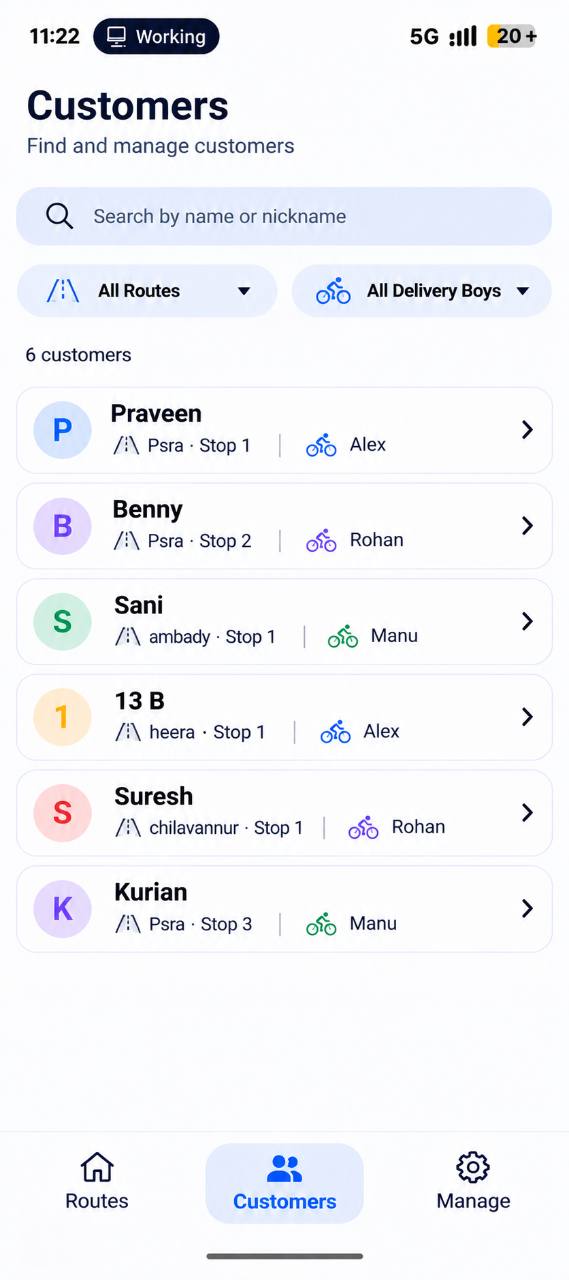 11:22 Working 5G 20+
Customers
Find and manage customers
Search by name or nickname
All Routes All Delivery Boys
6 customers
P Praveen
Psra · Stop 1 | Alex
B Benny
Psra · Stop 2 | Rohan
S Sani
ambady · Stop 1 | Manu
1 13 B
heera · Stop 1 | Alex
S Suresh
chilavannur · Stop 1 | Rohan
K Kurian
Psra · Stop 3 | Manu
Routes Customers Manage